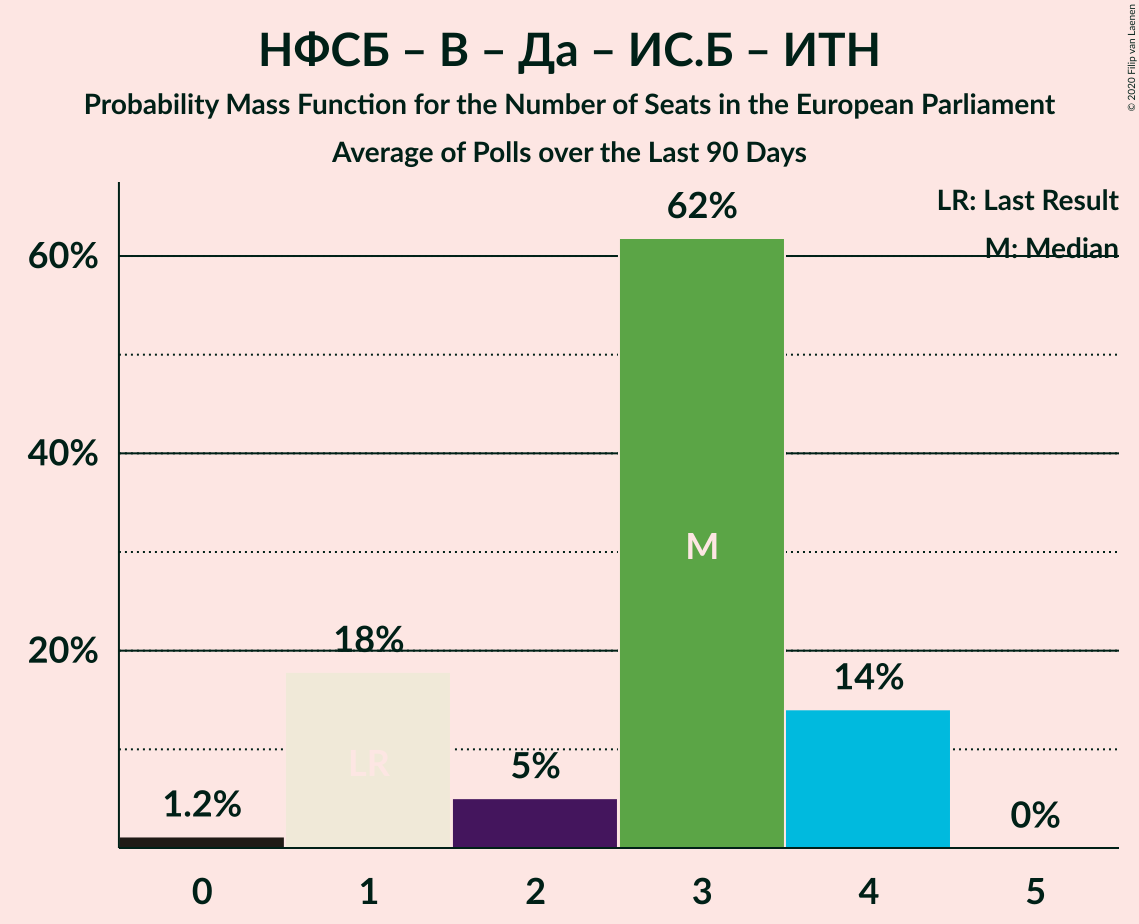 НФСБ – В – Да – ИС.Б – ИТН
Probability Mass Function for the Number of Seats in the European Parliament
Average of Polls over the Last 90 Days
© 2020 Filip van Laenen
LR: Last Result
M: Median
60%
40%
20%
1.2%
18%
5%
62%
14%
0%
LR
M
0 1 2 3 4 5